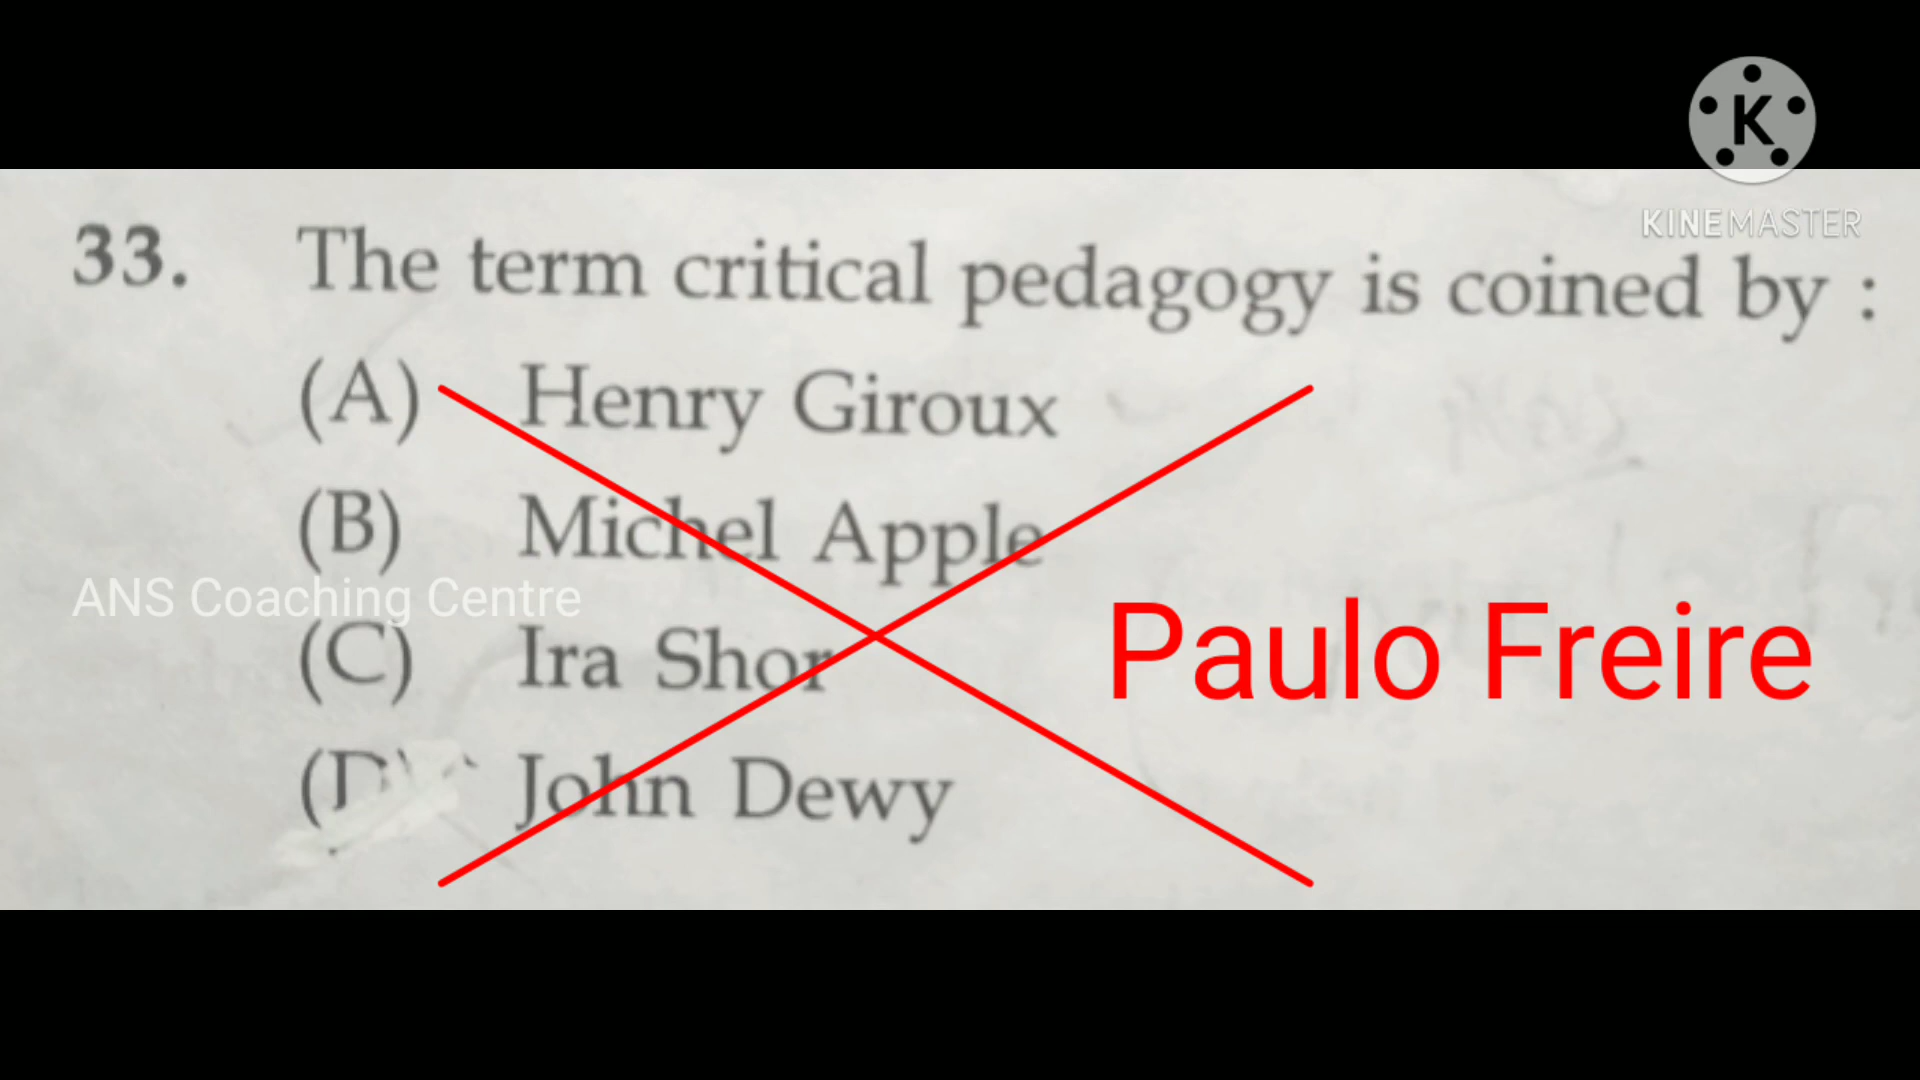 K
KINEMASTER
33. The term critical pedagogy is coined by :
(A) Henry Giroux
(B) Michel Apple
ANS Coaching Centre
(C) Ira Shor
Paulo Freire
(D) John Dewy